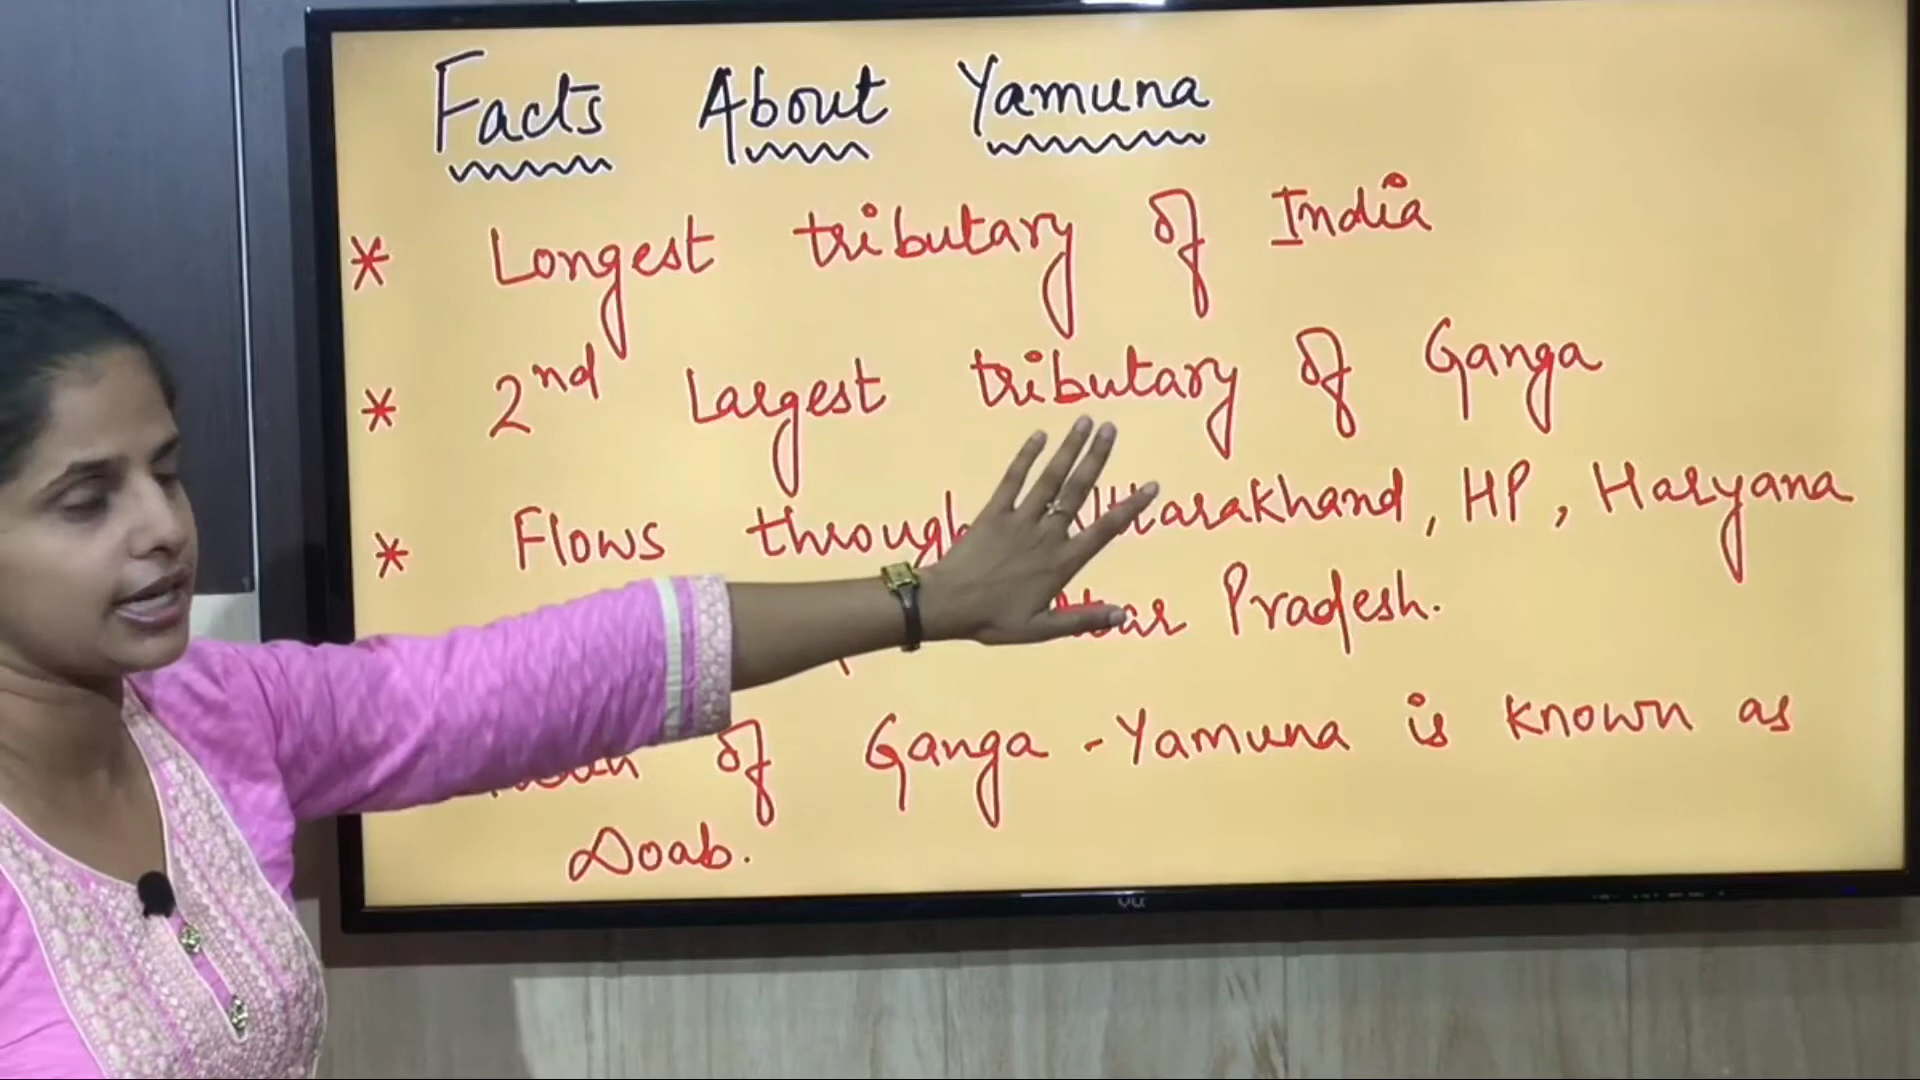 Facts About Yamuna
* Longest tributary of India
* 2nd Largest tributary of Ganga
* Flows through Uttarakhand, HP, Haryana
Pradesh.
of Ganga - Yamuna is known as
Doab.
VU